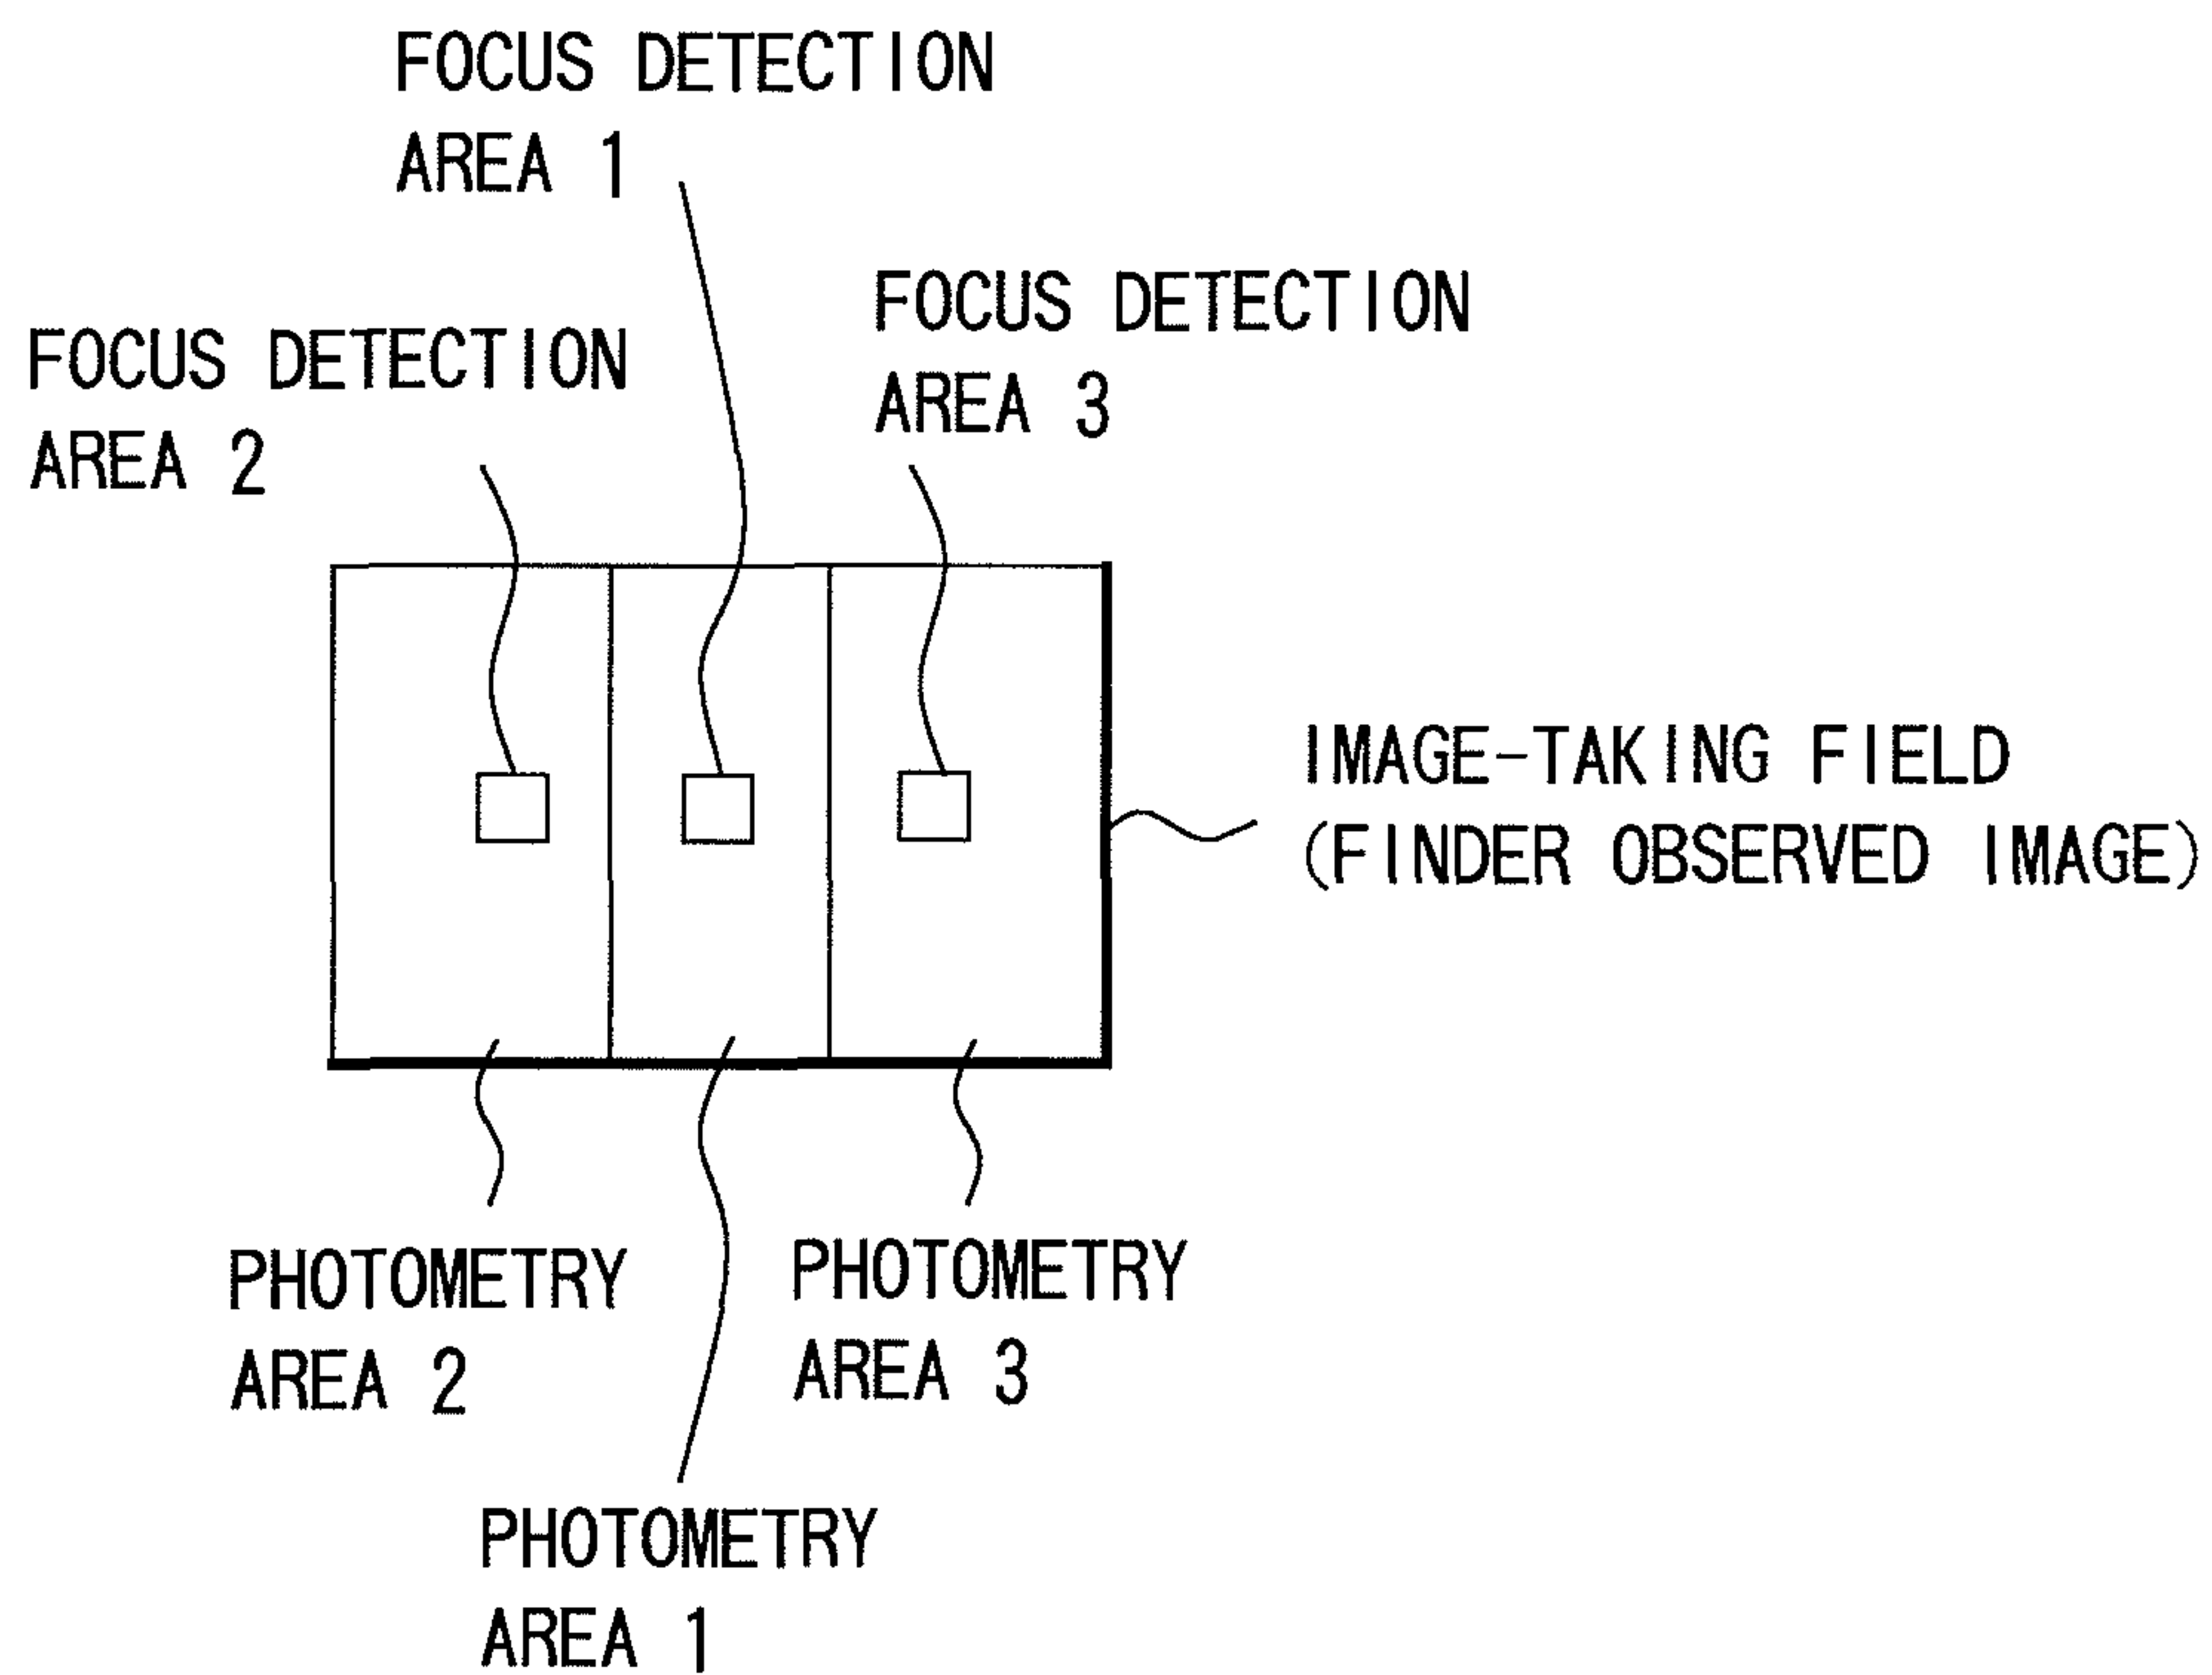 FOCUS DETECTION
AREA 1
FOCUS DETECTION
AREA 3
FOCUS DETECTION
AREA 2
IMAGE-TAKING FIELD
(FINDER OBSERVED IMAGE)
PHOTOMETRY
AREA 2
PHOTOMETRY
AREA 3
PHOTOMETRY
AREA 1